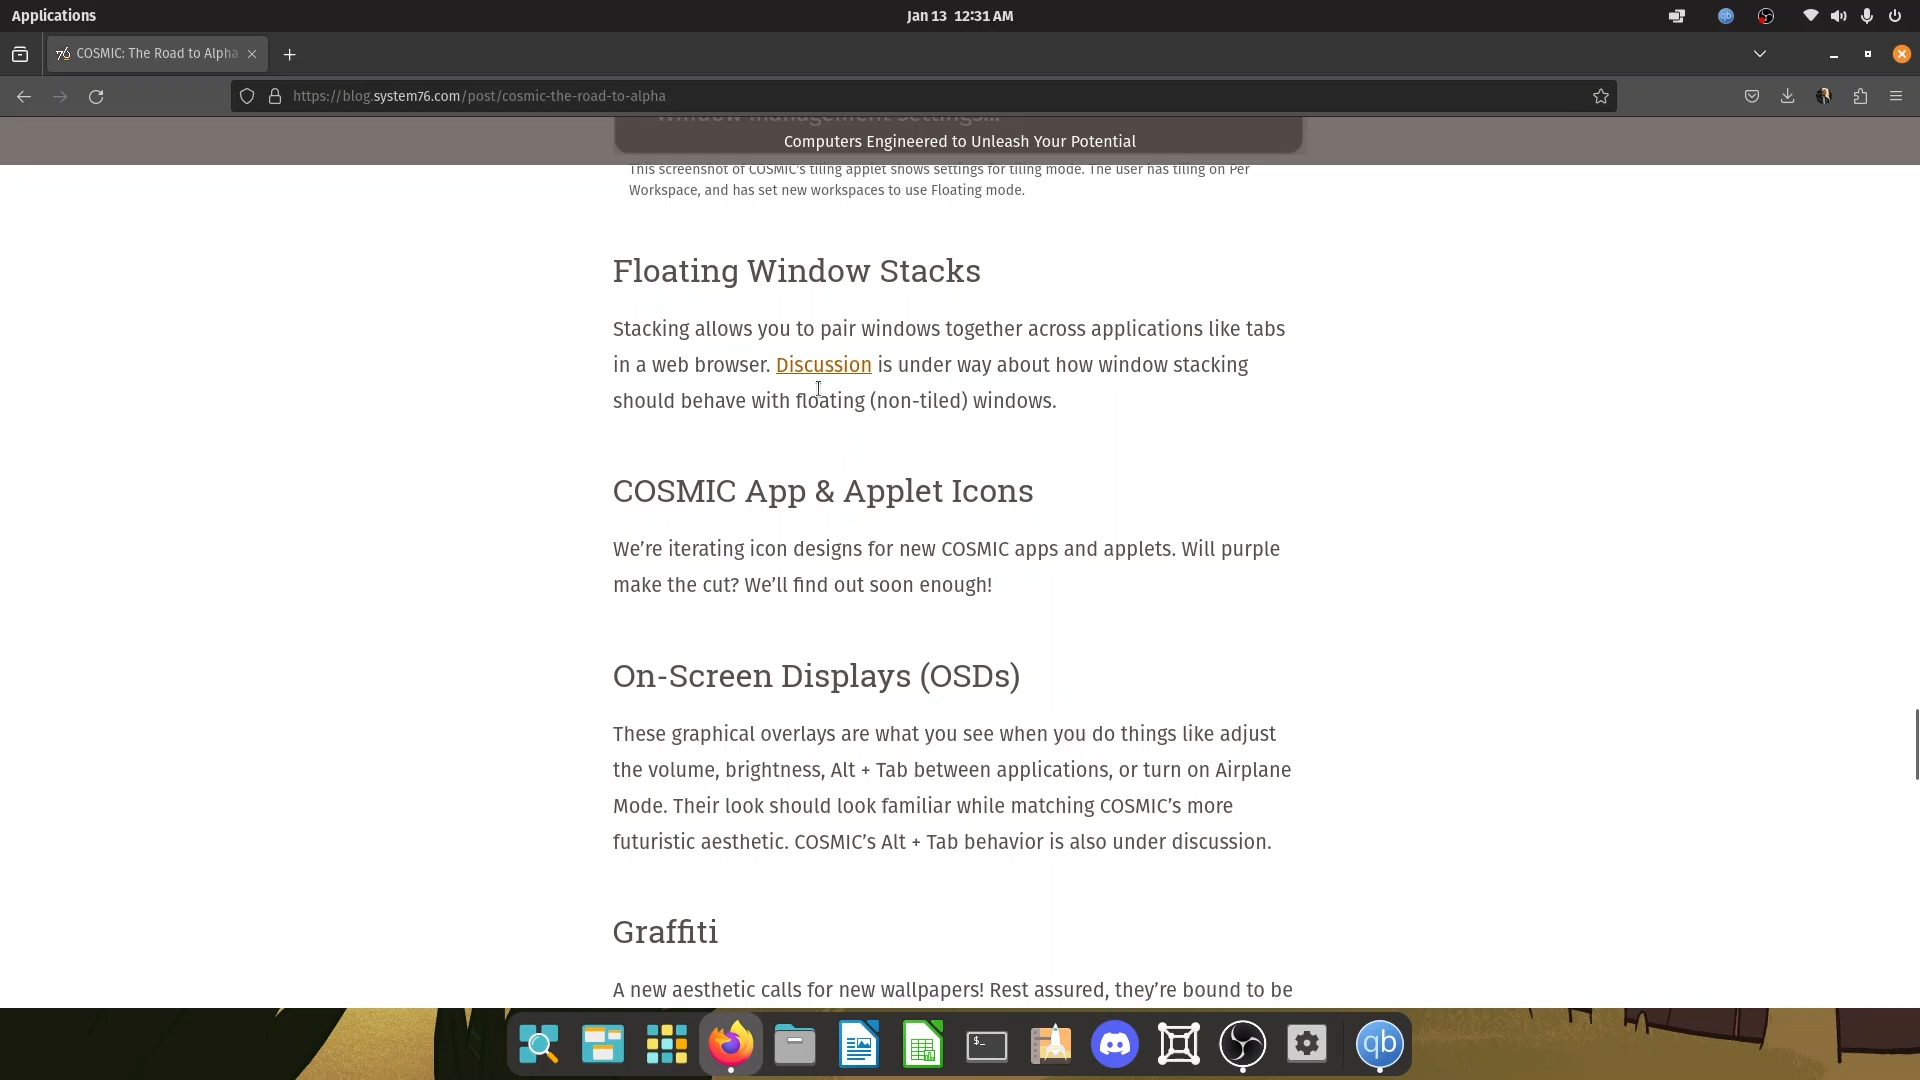 Applications
Jan 13 12:31 AM
COSMIC: The Road to Alpha
https://blog.system76.com/post/cosmic-the-road-to-alpha
Window management settings...
Computers Engineered to Unleash Your Potential
This screenshot of COSMIC's tiling applet shows settings for tiling mode. The user has tiling on Per
Workspace, and has set new workspaces to use Floating mode.
Floating Window Stacks
Stacking allows you to pair windows together across applications like tabs
in a web browser. Discussion is under way about how window stacking
should behave with floating (non-tiled) windows.
COSMIC App & Applet Icons
We’re iterating icon designs for new COSMIC apps and applets. Will purple
make the cut? We’ll find out soon enough!
On-Screen Displays (OSDs)
These graphical overlays are what you see when you do things like adjust
the volume, brightness, Alt + Tab between applications, or turn on Airplane
Mode. Their look should look familiar while matching COSMIC’s more
futuristic aesthetic. COSMIC’s Alt + Tab behavior is also under discussion.
Graffiti
A new aesthetic calls for new wallpapers! Rest assured, they’re bound to be
$_
qb